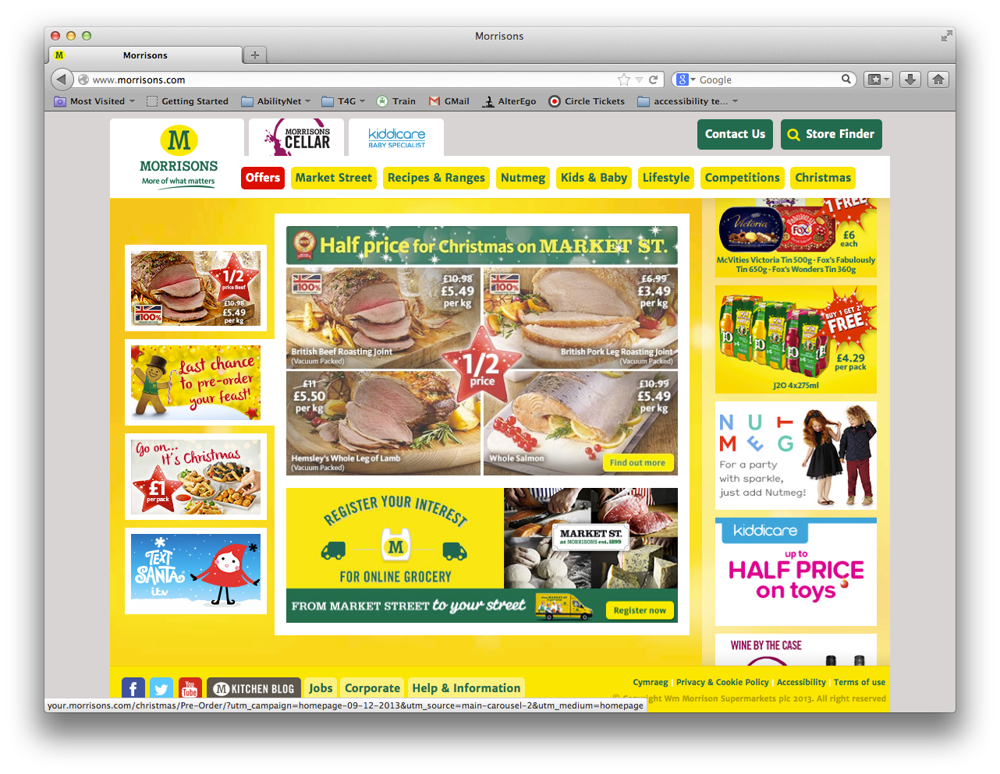 Morrisons
Morrisons
www.morrisons.com
Google
Most Visited
Getting Started
AbilityNet
T4G
Train
GMail
AlterEgo
Circle Tickets
accessibility te...
M
MORRISONS
More of what matters
MORRISONS
CELLAR
kiddicare
BABY SPECIALIST
Contact Us
Store Finder
Offers
Market Street
Recipes & Ranges
Nutmeg
Kids & Baby
Lifestyle
Competitions
Christmas
1/2
price Beef
£10.98
£5.49
per kg
100%
Last chance
to pre-order
your feast!
Go on...
It's Christmas
£1
per pack
TEXT
SANTA
itv
Half price for Christmas on MARKET ST.
100%
£10.98
£5.49
per kg
British Beef Roasting Joint
(Vacuum Packed)
100%
£6.99
£3.49
per kg
British Pork Leg Roasting Joint
(Vacuum Packed)
1/2
price
£11
£5.50
per kg
Hemsley's Whole Leg of Lamb
(Vacuum Packed)
£10.99
£5.49
per kg
Whole Salmon
Find out more
REGISTER YOUR INTEREST
M
FOR ONLINE GROCERY
MARKET ST.
at MORRISONS est. 1899
FROM MARKET STREET to your street
Register now
1 FREE
Victoria
Fabulously
FOX'S
£6
each
McVities Victoria Tin 500g - Fox's Fabulously
Tin 650g - Fox's Wonders Tin 360g
BUY 1 GET 2
FREE
£4.29
per pack
J2O 4x275ml
NUT
MEG
For a party
with sparkle,
just add Nutmeg!
kiddicare
up to
HALF PRICE
on toys
WINE BY THE CASE
You Tube
M KITCHEN BLOG
Jobs
Corporate
Help & Information
Cymraeg | Privacy & Cookie Policy | Accessibility | Terms of use
right Wm Morrison Supermarkets plc 2013. All right reserved
your.morrisons.com/christmas/Pre-Order/?utm_campaign=homepage-09-12-2013&utm_source=main-carousel-2&utm_medium=homepage